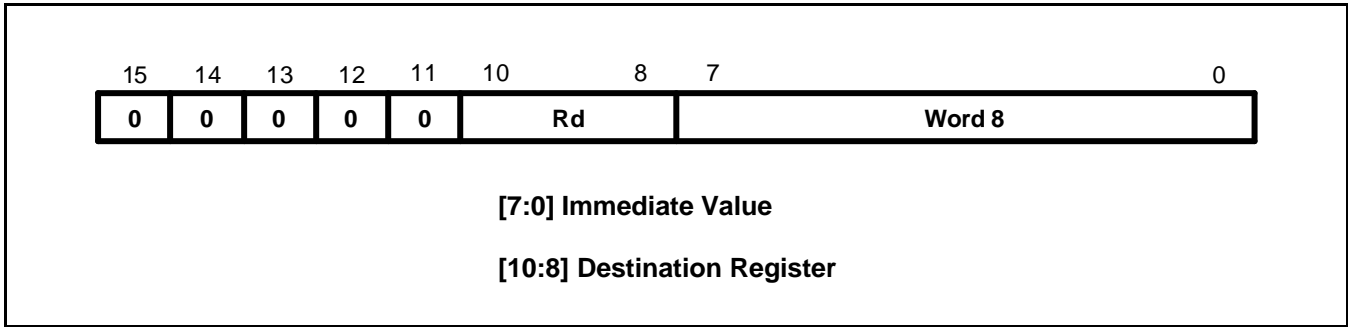 15 14 13 12 11 10 8 7 0
0 0 0 0 0 Rd Word 8
[7:0] Immediate Value
[10:8] Destination Register